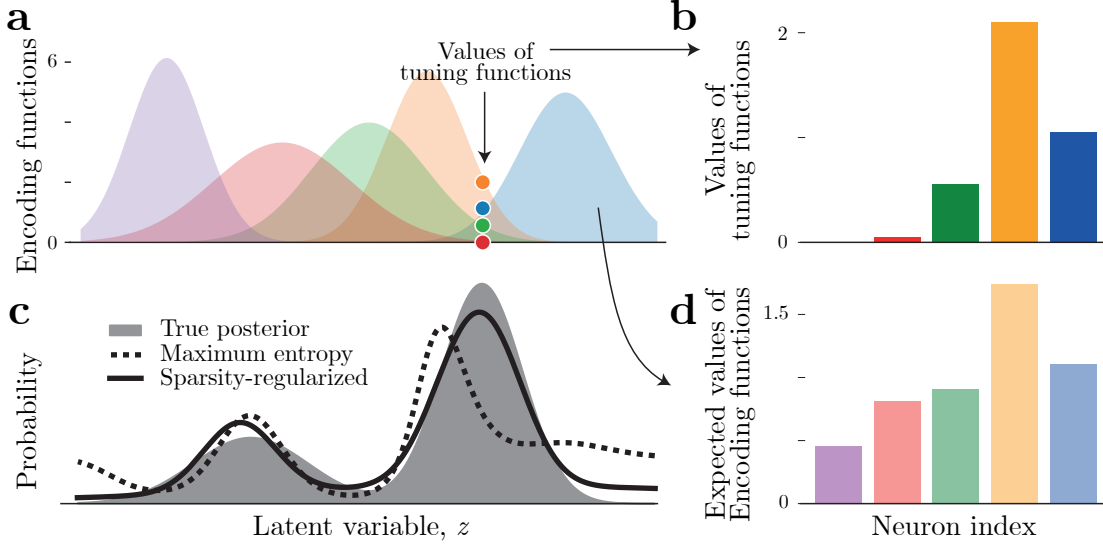 a
Encoding functions
6
0
Values of
tuning functions
b
Values of
tuning functions
2
0
c
Probability
True posterior
Maximum entropy
Sparsity-regularized
Latent variable, z
d
Expected values of
Encoding functions
1.5
0
Neuron index